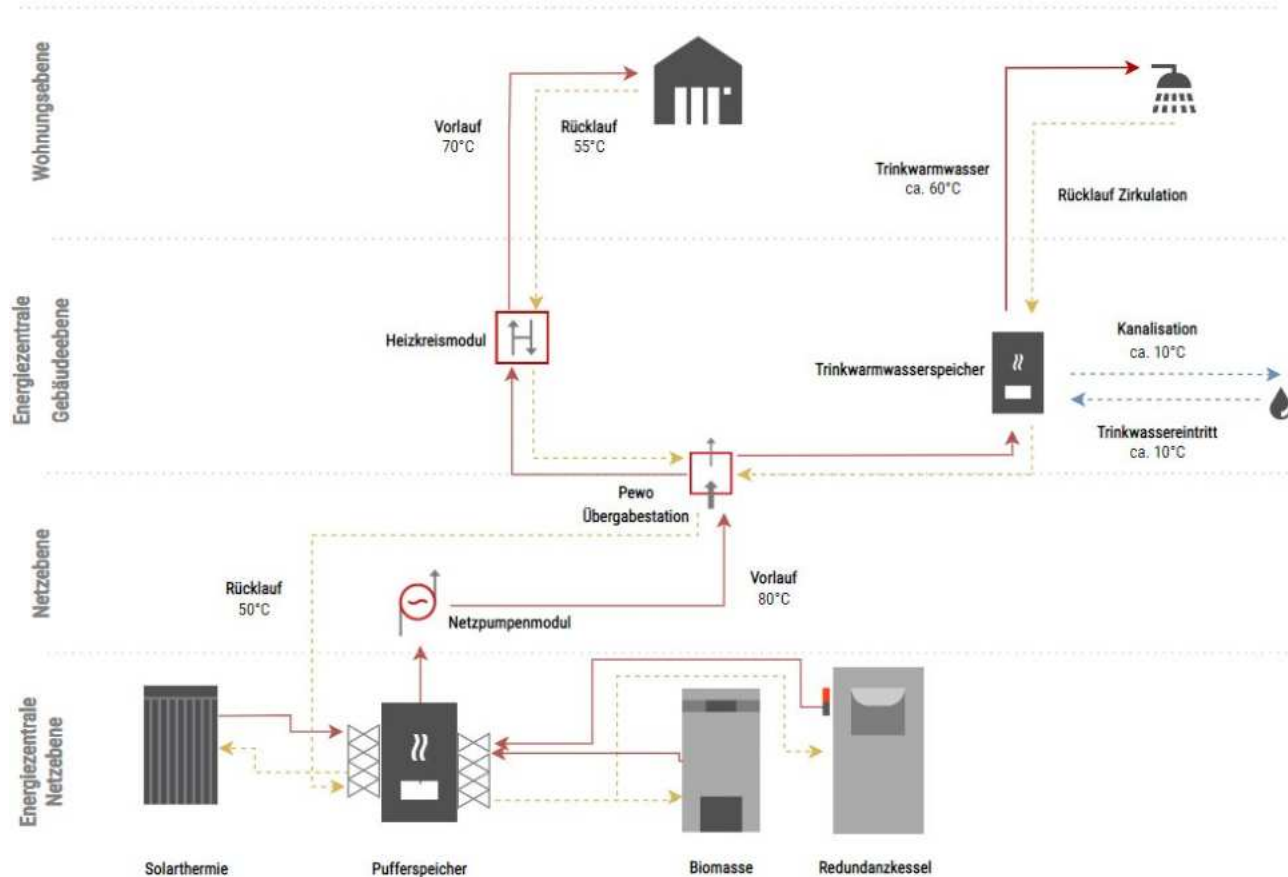 Wohnungsebene
Vorlauf
70°C
Rücklauf
55°C
Trinkwarmwasser
ca. 60°C
Rücklauf Zirkulation
Energiezentrale
Gebäudeebene
Heizkreismodul
Trinkwarmwasserspeicher
Kanalisation
ca. 10°C
Trinkwassereintritt
ca. 10°C
Netzebene
Pewo
Übergabestation
Rücklauf
50°C
Netzpumpenmodul
Vorlauf
80°C
Energiezentrale
Netzebene
Solarthermie
Pufferspeicher
Biomasse
Redundanzkessel